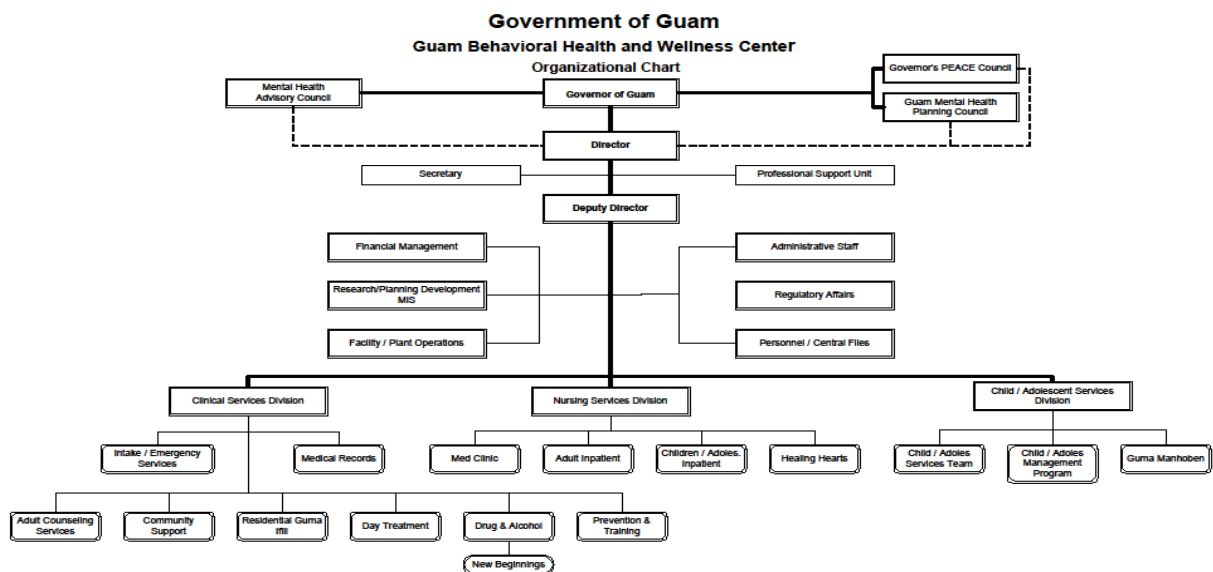 Government of Guam
Guam Behavioral Health and Wellness Center
Organizational Chart
Mental Health
Advisory Council
Governor of Guam
Governor's PEACE Council
Guam Mental Health
Planning Council
Director
Secretary
Professional Support Unit
Deputy Director
Financial Management
Administrative Staff
Research/Planning Development
MIS
Regulatory Affairs
Facility / Plant Operations
Personnel / Central Files
Clinical Services Division
Nursing Services Division
Child / Adolescent Services
Division
Intake / Emergency
Services
Medical Records
Med Clinic
Adult Inpatient
Children / Adoles.
Inpatient
Healing Hearts
Child / Adoles
Services Team
Child / Adoles
Management
Program
Guma Manhoben
Adult Counseling
Services
Community
Support
Residential Guma
Ifil
Day Treatment
Drug & Alcohol
Prevention &
Training
New Beginnings